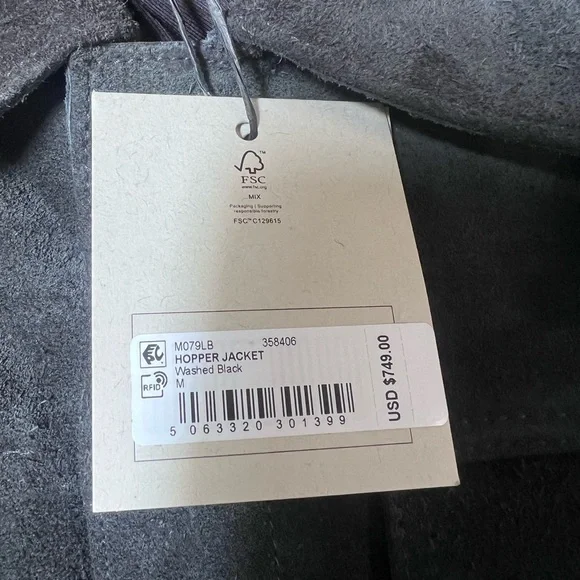 FSC™
www.fsc.org
MIX
Packaging | Supporting
responsible forestry
FSC™ C129615
M079LB 358406
HOPPER JACKET
Washed Black
M
RFID
5 063320 301399
USD $749.00